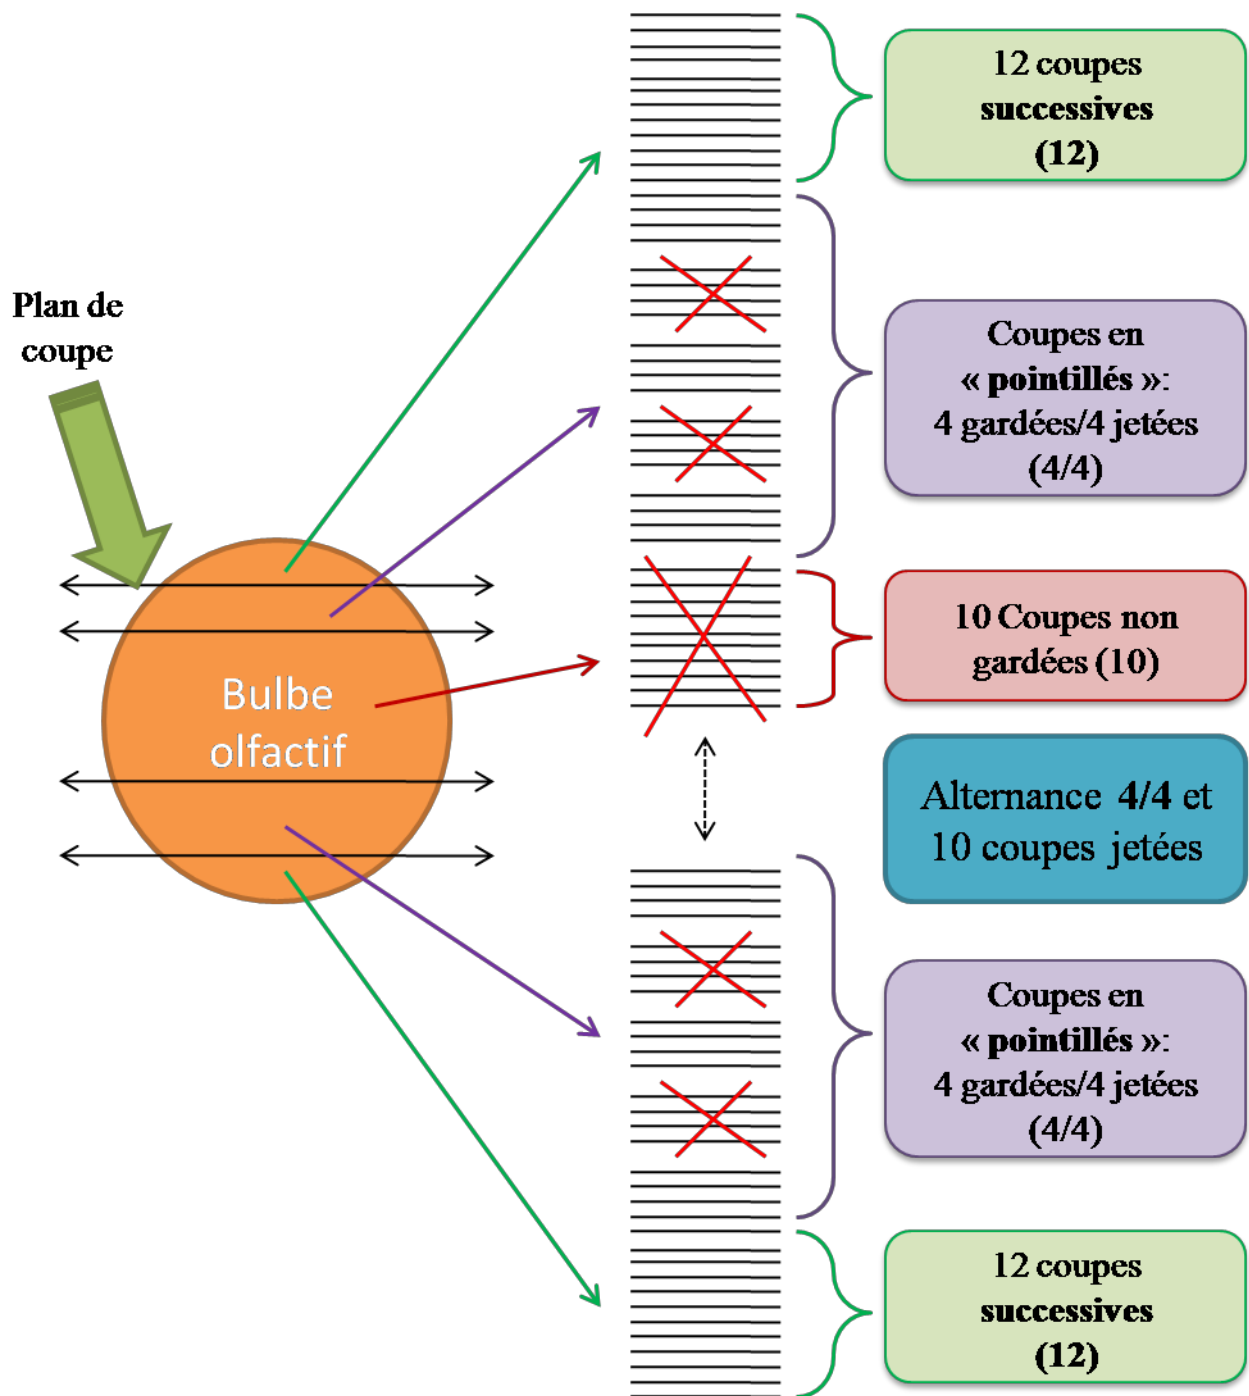 12 coupes
successives
(12)
Plan de
coupe
Coupes en
« pointillés »:
4 gardées/4 jetées
(4/4)
10 Coupes non
gardées (10)
Bulbe
olfactif
Alternance 4/4 et
10 coupes jetées
Coupes en
« pointillés »:
4 gardées/4 jetées
(4/4)
12 coupes
successives
(12)